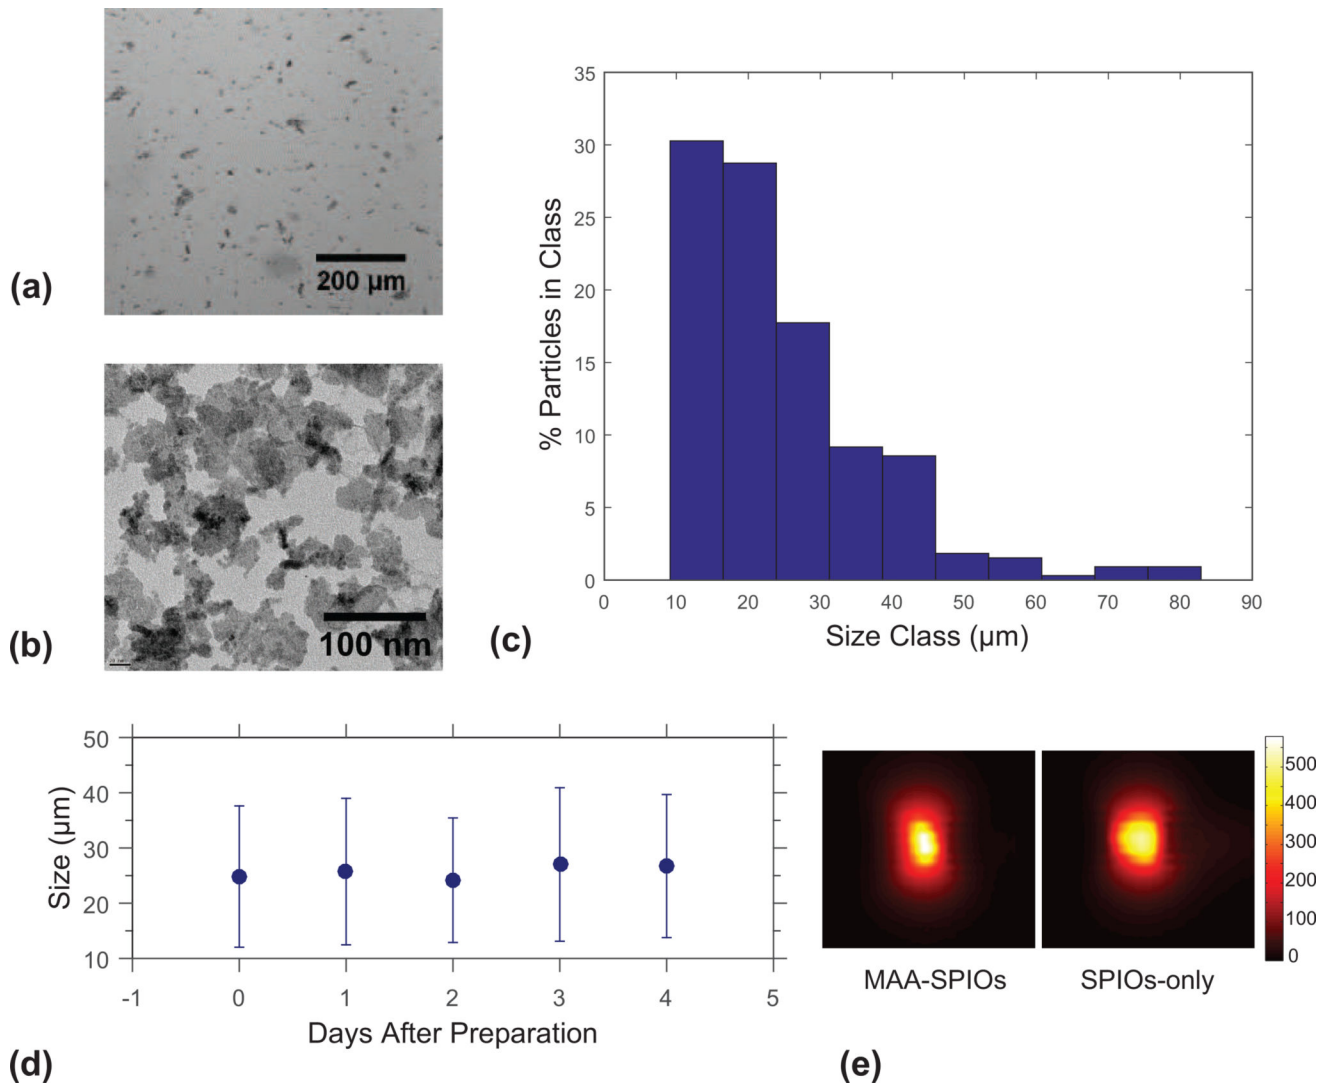 200 µm
(a)
100 nm
(b)
35
30
25
20
15
10
5
0
% Particles in Class
0 10 20 30 40 50 60 70 80 90
Size Class (µm)
(c)
50
40
30
20
10
Size (µm)
-1 0 1 2 3 4 5
Days After Preparation
(d)
500
400
300
200
100
0
MAA-SPIOs
SPIOs-only
(e)